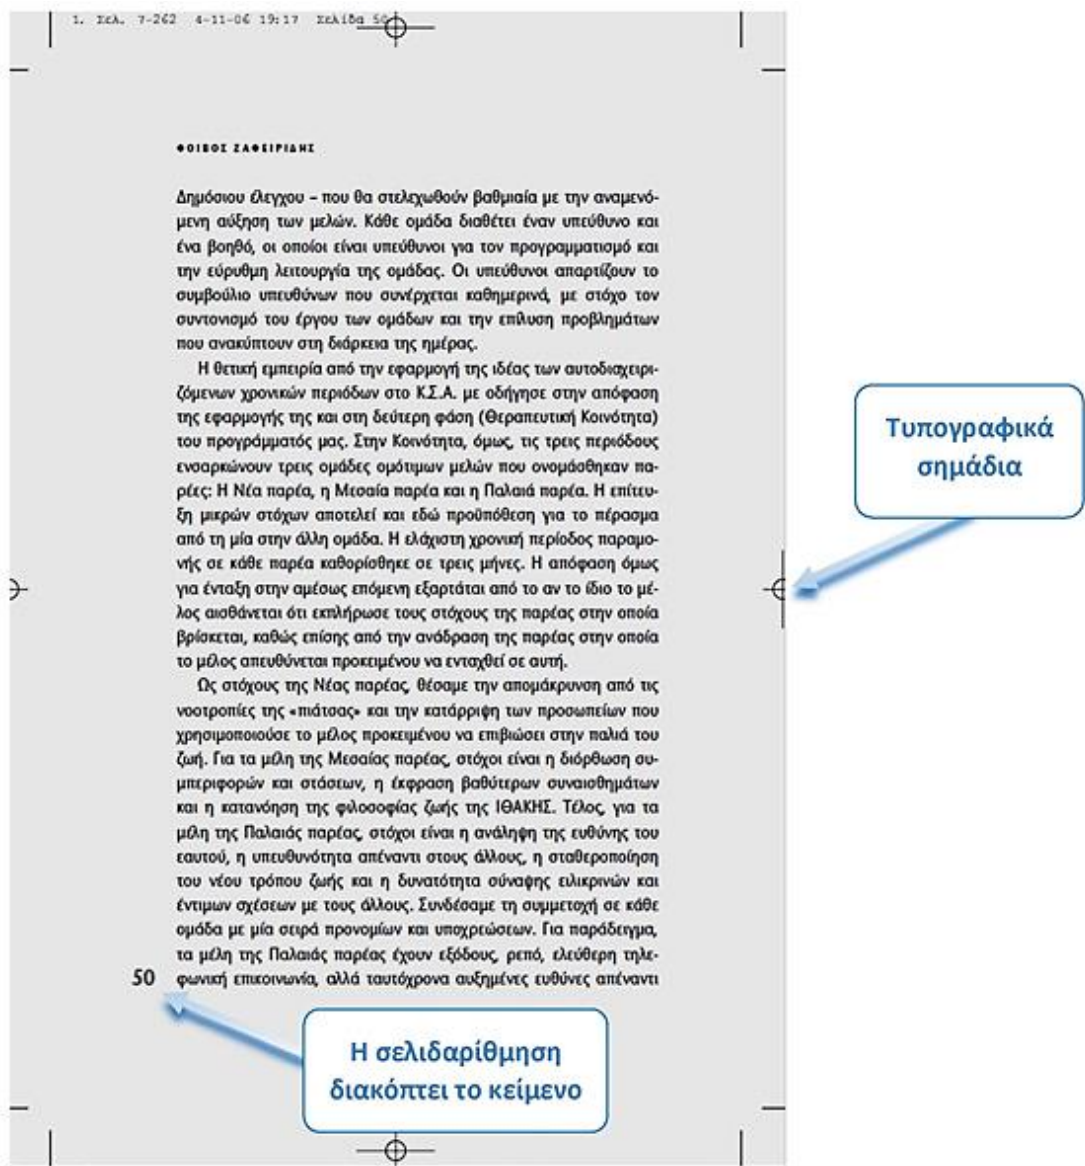 1. Σελ. 7-262 4-11-06 19:17 Σελίδα 50
ΦΟΙΒΟΣ ΖΑΦΕΙΡΙΔΗΣ
Δημόσιου έλεγχου – που θα στελεχωθούν βαθμιαία με την αναμενό-
μενη αύξηση των μελών. Κάθε ομάδα διαθέτει έναν υπεύθυνο και
ένα βοηθό, οι οποίοι είναι υπεύθυνοι για τον προγραμματισμό και
την εύρυθμη λειτουργία της ομάδας. Οι υπεύθυνοι απαρτίζουν το
συμβούλιο υπευθύνων που συνέρχεται καθημερινά, με στόχο τον
συντονισμό του έργου των ομάδων και την επίλυση προβλημάτων
που ανακύπτουν στη διάρκεια της ημέρας.
Η θετική εμπειρία από την εφαρμογή της ιδέας των αυτοδιαχειρι-
ζόμενων χρονικών περιόδων στο Κ.Σ.Α. με οδήγησε στην απόφαση
της εφαρμογής της και στη δεύτερη φάση (Θεραπευτική Κοινότητα)
του προγράμματός μας. Στην Κοινότητα, όμως, τις τρεις περιόδους
ενσαρκώνουν τρεις ομάδες ομότιμων μελών που ονομάσθηκαν πα-
ρέες: Η Νέα παρέα, η Μεσαία παρέα και η Παλαιά παρέα. Η επίτευ-
ξη μικρών στόχων αποτελεί και εδώ προϋπόθεση για το πέρασμα
από τη μία στην άλλη ομάδα. Η ελάχιστη χρονική περίοδος παραμο-
νής σε κάθε παρέα καθορίσθηκε σε τρεις μήνες. Η απόφαση όμως
για ένταξη στην αμέσως επόμενη εξαρτάται από το αν το ίδιο το μέ-
λος αισθάνεται ότι εκπλήρωσε τους στόχους της παρέας στην οποία
βρίσκεται, καθώς επίσης από την ανάδραση της παρέας στην οποία
το μέλος απευθύνεται προκειμένου να ενταχθεί σε αυτή.
Ως στόχους της Νέας παρέας, θέσαμε την απομάκρυνση από τις
νοοτροπίες της «πιάτσας» και την κατάρριψη των προσωπείων που
χρησιμοποιούσε το μέλος προκειμένου να επιβιώσει στην παλιά του
ζωή. Για τα μέλη της Μεσαίας παρέας, στόχοι είναι η διόρθωση συ-
μπεριφορών και στάσεων, η έκφραση βαθύτερων συναισθημάτων
και η κατανόηση της φιλοσοφίας ζωής της ΙΘΑΚΗΣ. Τέλος, για τα
μέλη της Παλαιάς παρέας, στόχοι είναι η ανάληψη της ευθύνης του
εαυτού, η υπευθυνότητα απέναντι στους άλλους, η σταθεροποίηση
του νέου τρόπου ζωής και η δυνατότητα σύναψης ειλικρινών και
έντιμων σχέσεων με τους άλλους. Συνδέσαμε τη συμμετοχή σε κάθε
ομάδα με μία σειρά προνομίων και υποχρεώσεων. Για παράδειγμα,
τα μέλη της Παλαιάς παρέας έχουν εξόδους, ρεπό, ελεύθερη τηλε-
50 φωνική επικοινωνία, αλλά ταυτόχρονα αυξημένες ευθύνες απέναντι
Τυπογραφικά
σημάδια
Η σελιδαρίθμηση
διακόπτει το κείμενο